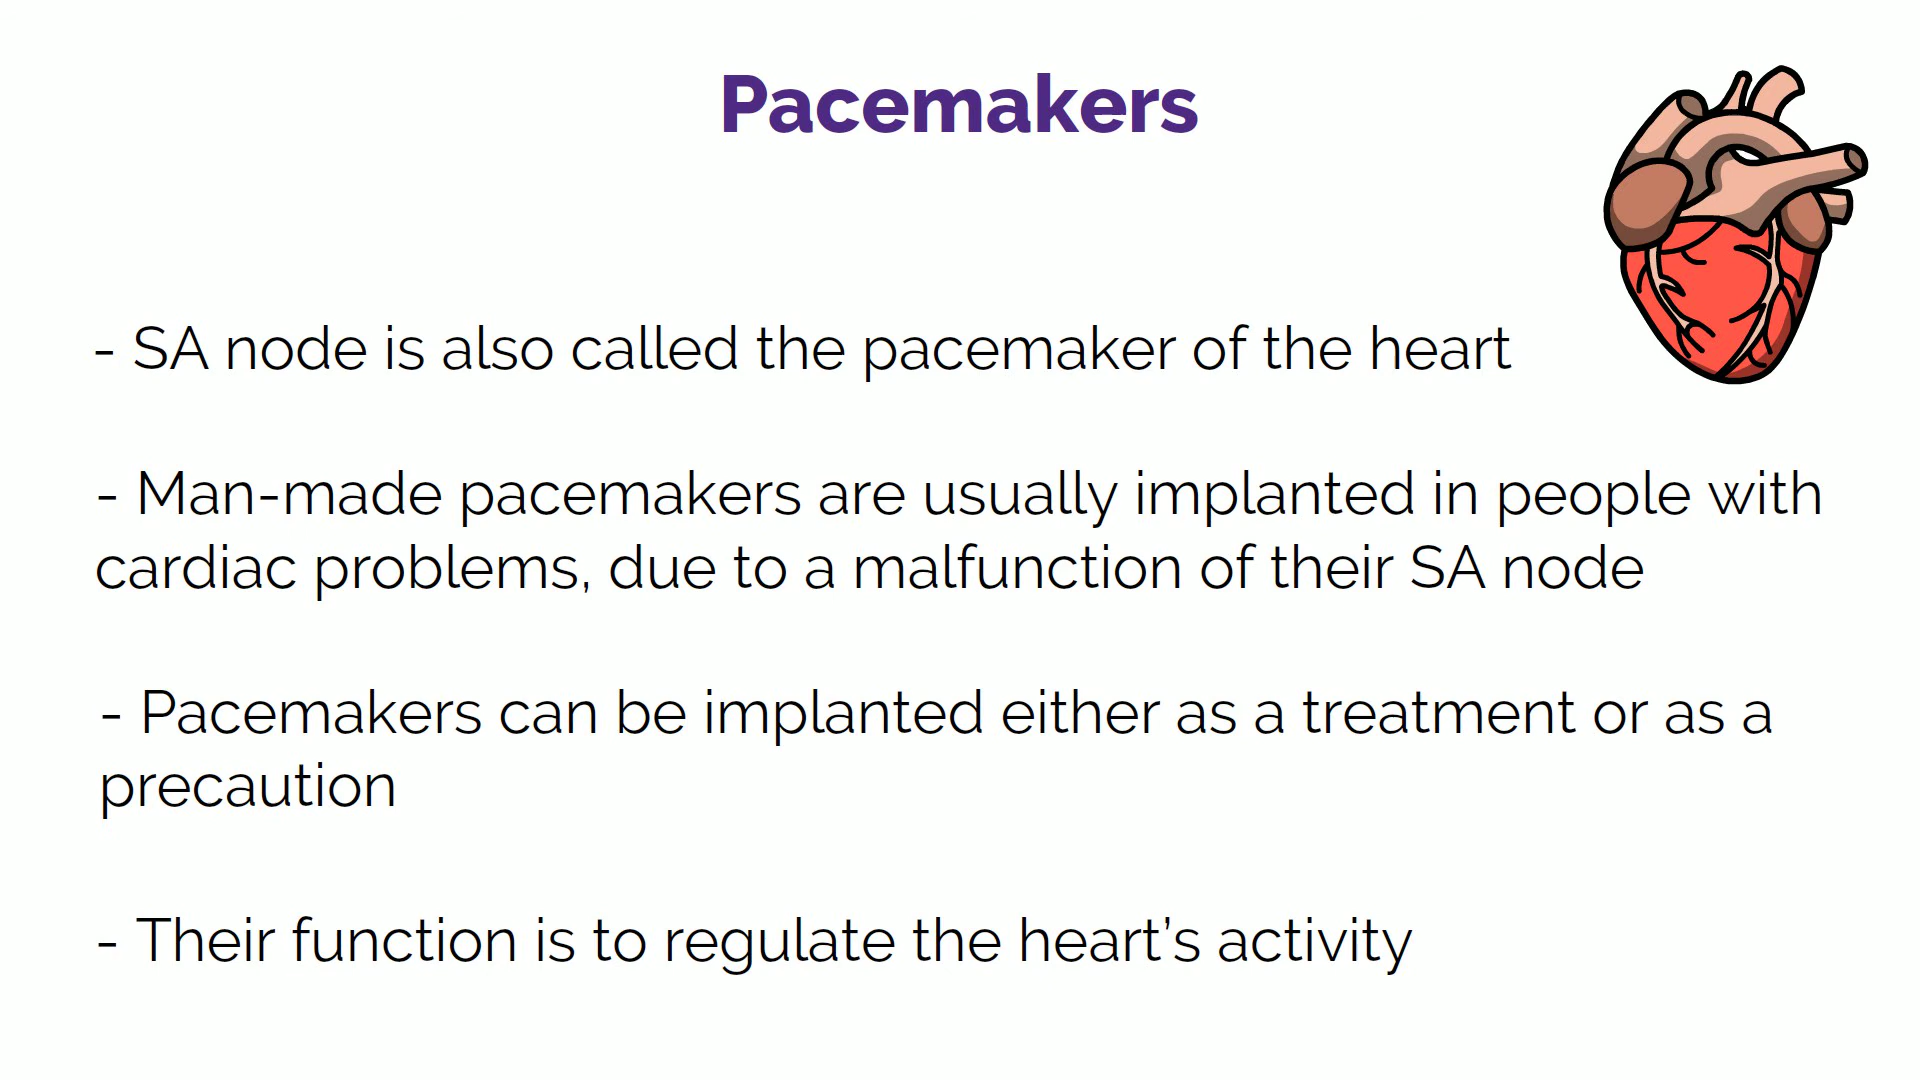 Pacemakers
- SA node is also called the pacemaker of the heart
- Man-made pacemakers are usually implanted in people with
cardiac problems, due to a malfunction of their SA node
- Pacemakers can be implanted either as a treatment or as a
precaution
- Their function is to regulate the heart’s activity